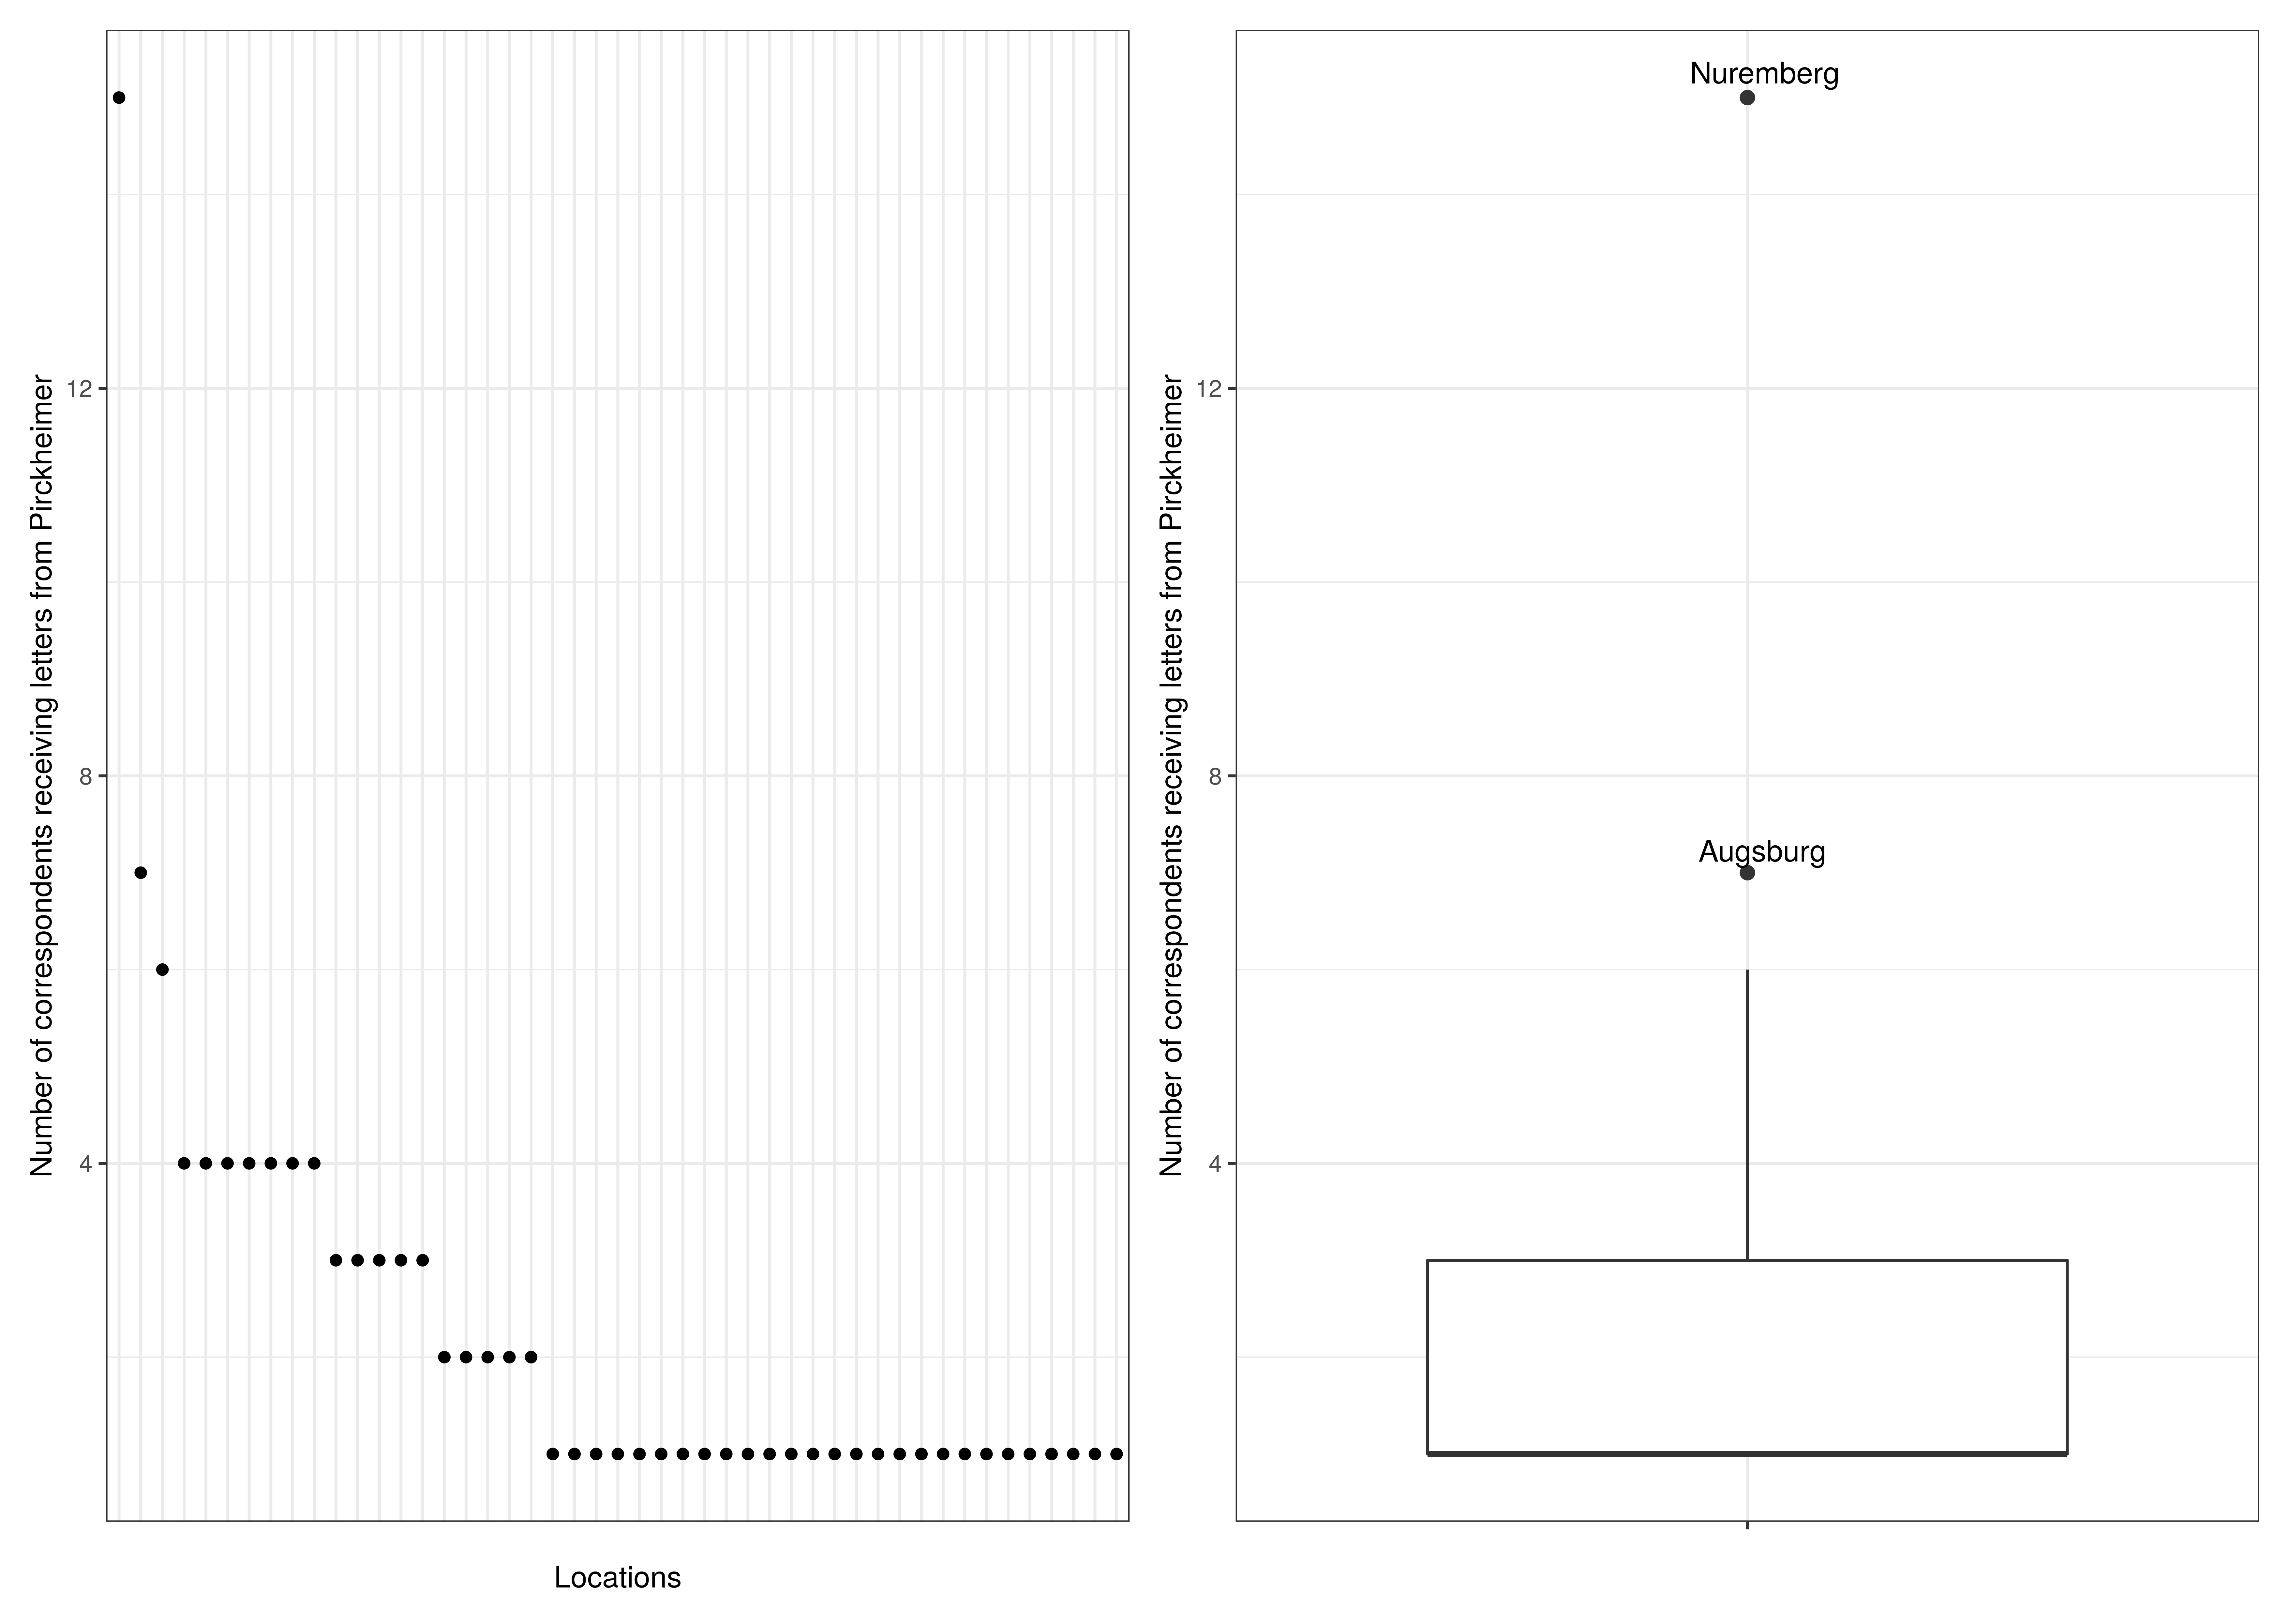 Number of correspondents receiving letters from Pirckheimer
12
8
4
Locations
Number of correspondents receiving letters from Pirckheimer
12
8
4
Nuremberg
Augsburg